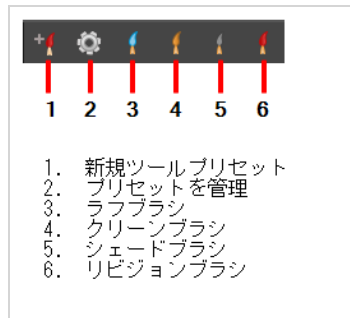 1 2 3 4 5 6
1. 新規ツールプリセット
2. プリセットを管理
3. ラフブラシ
4. クリーンブラシ
5. シェードブラシ
6. リビジョンブラシ